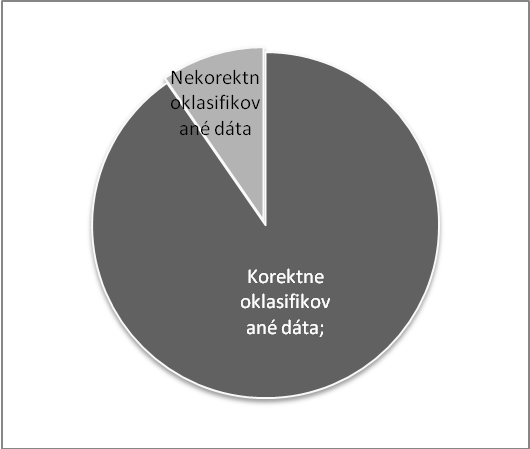 Nekorektn
oklasifikov
ané dáta
Korektne
oklasifikov
ané dáta;